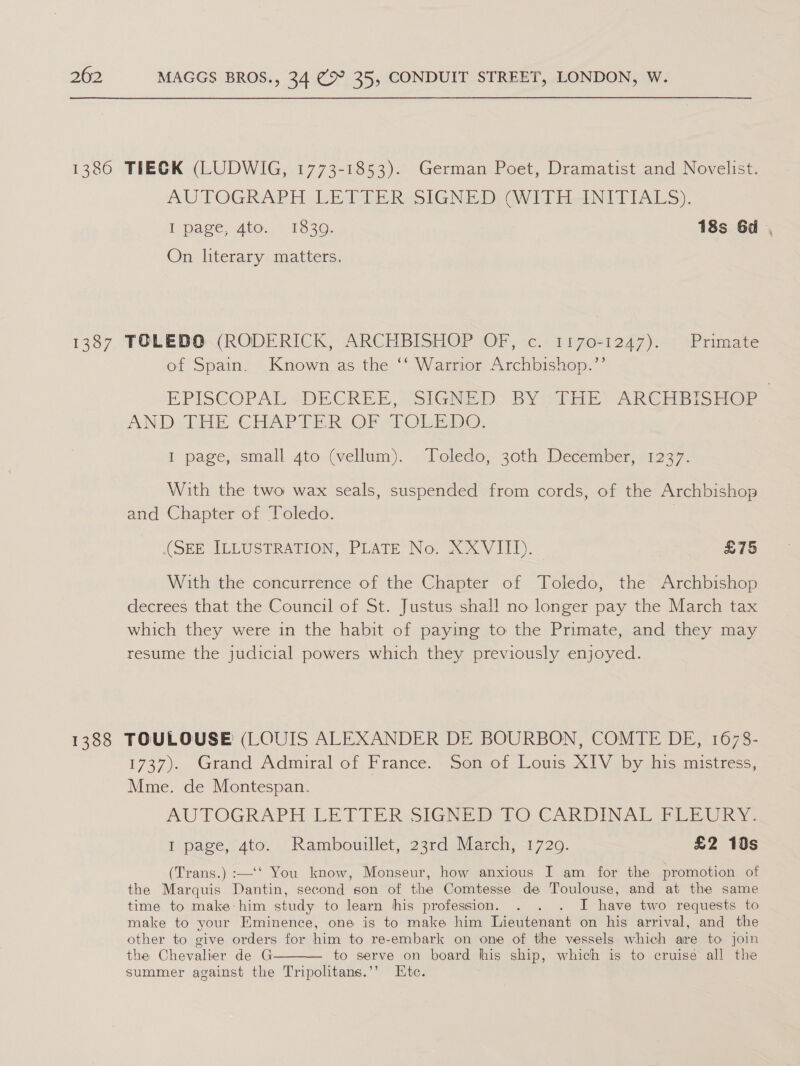 262 MAGGS BROS., 34 & 35, CONDUIT STREET, LONDON, W.
1386 TIECK (LUDWIG, 1773-1853). German Poet, Dramatist and Novelist.
AUTOGRAPH LETTER SIGNED (WITH INITIALS).
1 page, 4to. 1839. 18s 6d
On literary matters.
1387 TOLEDO (RODERICK, ARCHBISHOP OF, c. 1170-1247). Primate
of Spain. Known as the “ Warrior Archbishop.”
EPISCOPAL DECREE, SIGNED BY THE ARCHBISHOP
AND THE CHAPTER OF TOLEDO.
1 page, small 4to (vellum). Toledo, 30th December, 1237.
With the two wax seals, suspended from cords, of the Archbishop
and Chapter of Toledo.
(SEE ILLUSTRATION, PLATE No. XXVIII). £75
With the concurrence of the Chapter of Toledo, the Archbishop
decrees that the Council of St. Justus shall no longer pay the March tax
which they were in the habit of paying to the Primate, and they may
resume the judicial powers which they previously enjoyed.
1388 TOULOUSE (LOUIS ALEXANDER DE BOURBON, COMTE DE, 1678-
1737). Grand Admiral of France. Son of Louis XIV by his mistress,
Mme. de Montespan.
AUTOGRAPH LETTER SIGNED TO CARDINAL FLEURY.
1 page, 4to. Rambouillet, 23rd March, 1729. £2 10s
(Trans.) :—“ You know, Monseur, how anxious I am for the promotion of
the Marquis Dantin, second son of the Comtesse de Toulouse, and at the same
time to make him study to learn his profession. . . . I have two requests to
make to your Eminence, one is to make him Lieutenant on his arrival, and the
other to give orders for him to re-embark on one of the vessels which are to join
the Chevalier de G——— to serve on board his ship, which is to cruise all the
summer against the Tripolitans.” Etc.